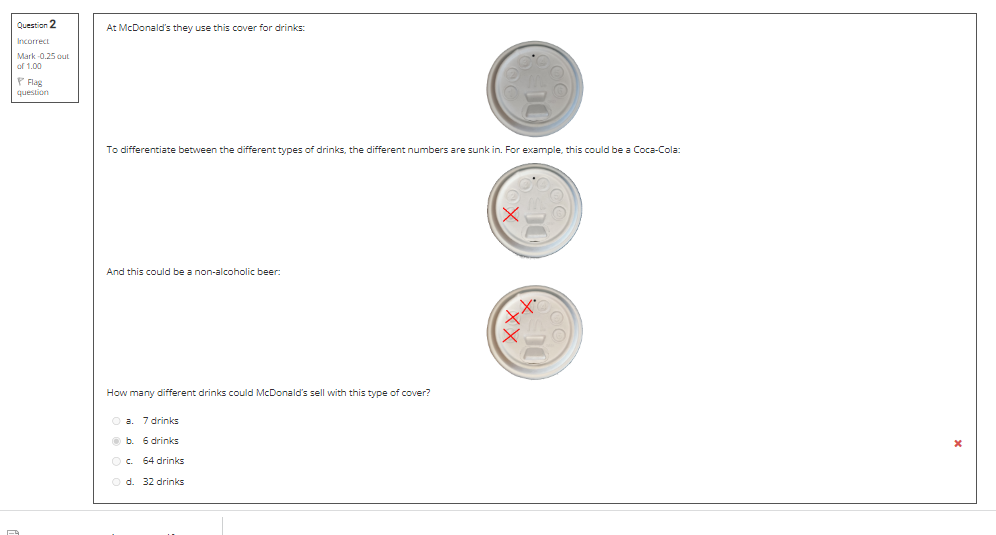 Question 2
Incorrect
Mark -0.25 out
of 1.00
Flag
question
At McDonald's they use this cover for drinks:
To differentiate between the different types of drinks, the different numbers are sunk in. For example, this could be a Coca-Cola:
And this could be a non-alcoholic beer:
How many different drinks could McDonald's sell with this type of cover?
a. 7 drinks
b. 6 drinks
c. 64 drinks
d. 32 drinks